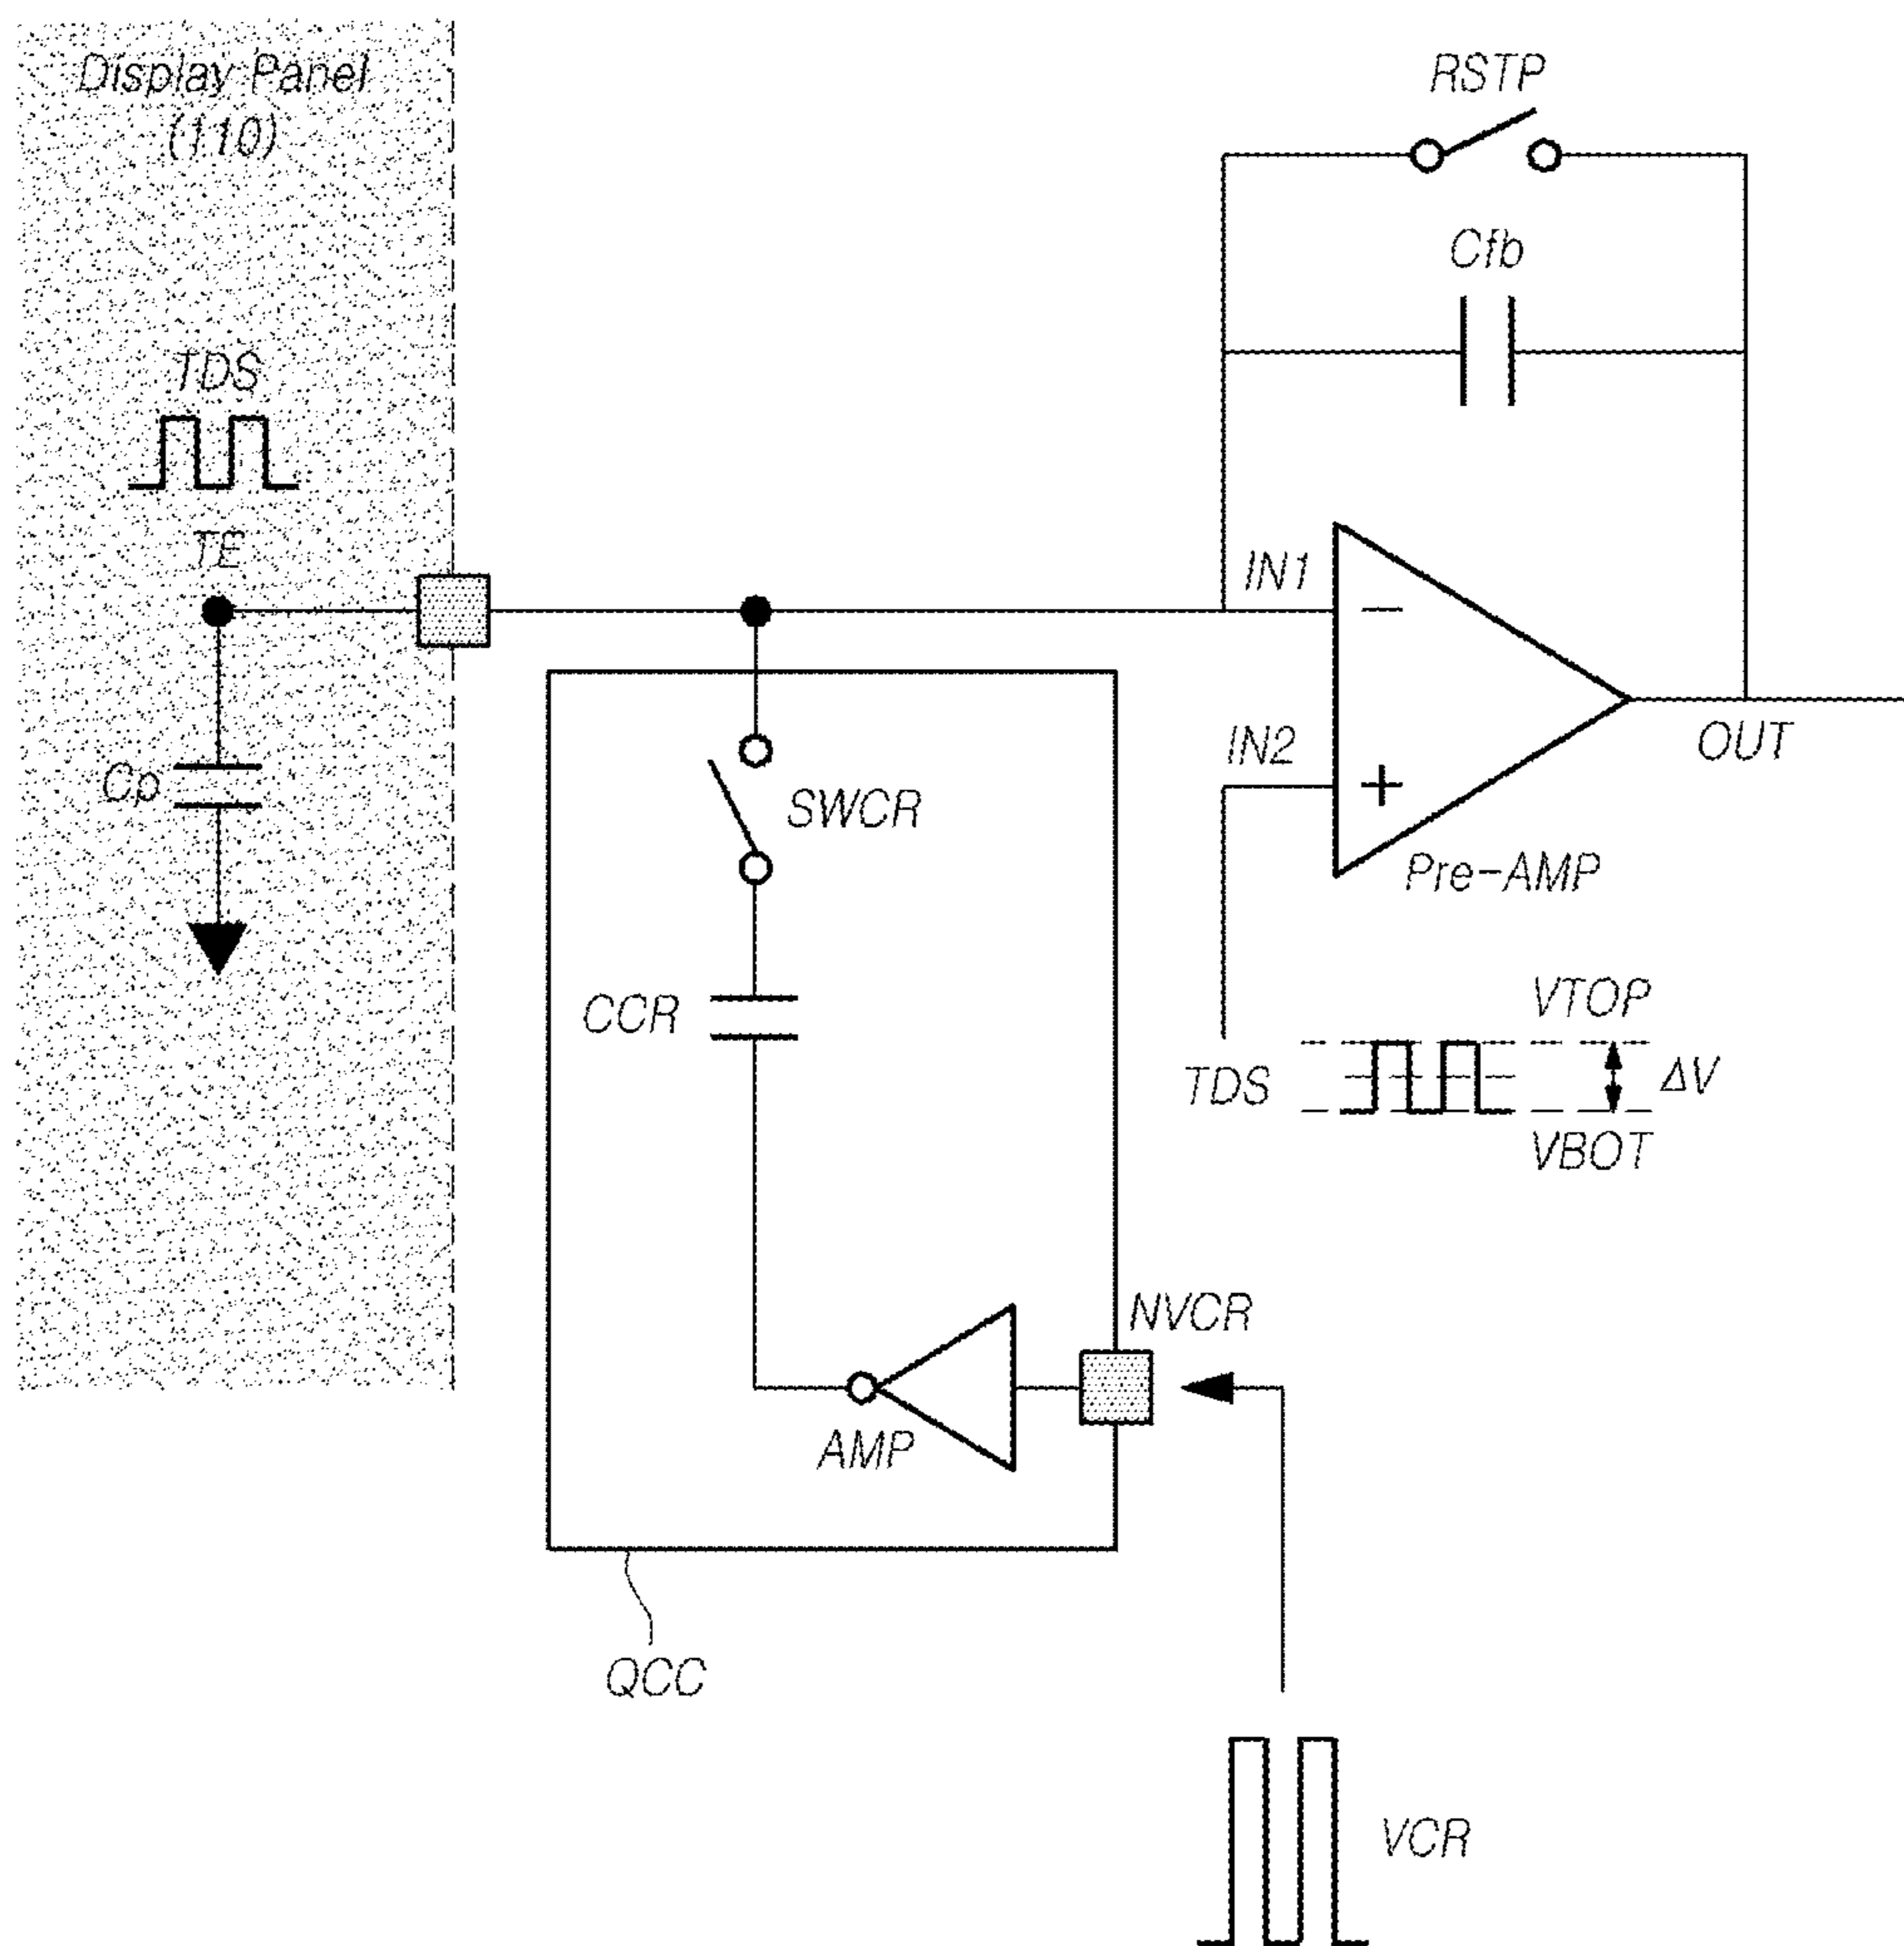 Display Panel
(110)
RSTP
Cfb
TDS
TE
IN1
−
IN2
+
OUT
Cp
SWCR
Pre-AMP
CCR
VTOP
TDS
ΔV
VBOT
NVCR
AMP
QCC
VCR